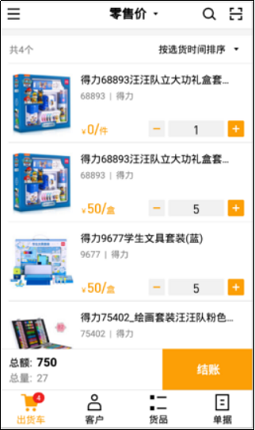 零售价
共4个
按选货时间排序
得力68893汪汪队立大功礼盒套...
68893 | 得力
¥0/件
1
得力68893汪汪队立大功礼盒套...
68893 | 得力
¥50/盒
5
得力9677学生文具套装(蓝)
9677 | 得力
¥50/盒
5
得力75402_绘画套装汪汪队粉色...
75402 | 得力
总额: 750
总量: 27
结账
4
出货车
客户
货品
单据